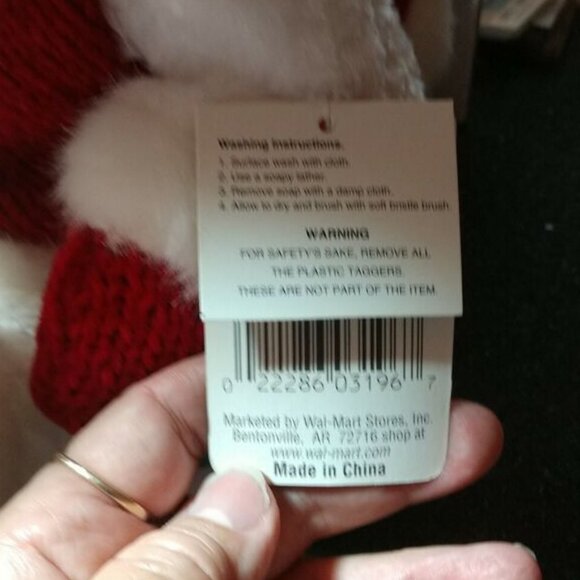 Washing Instructions.
1. Surface wash with cloth.
2. Use a soapy lather.
3. Remove soap with a damp cloth.
4. Allow to dry and brush with soft bristle brush
WARNING
FOR SAFETY'S SAKE, REMOVE ALL
THE PLASTIC TAGGERS.
THESE ARE NOT PART OF THE ITEM.
0 22286 03196 7
Marketed by Wal-Mart Stores, Inc.
Bentonville, AR 72716 shop at
www.wal-mart.com
Made in China